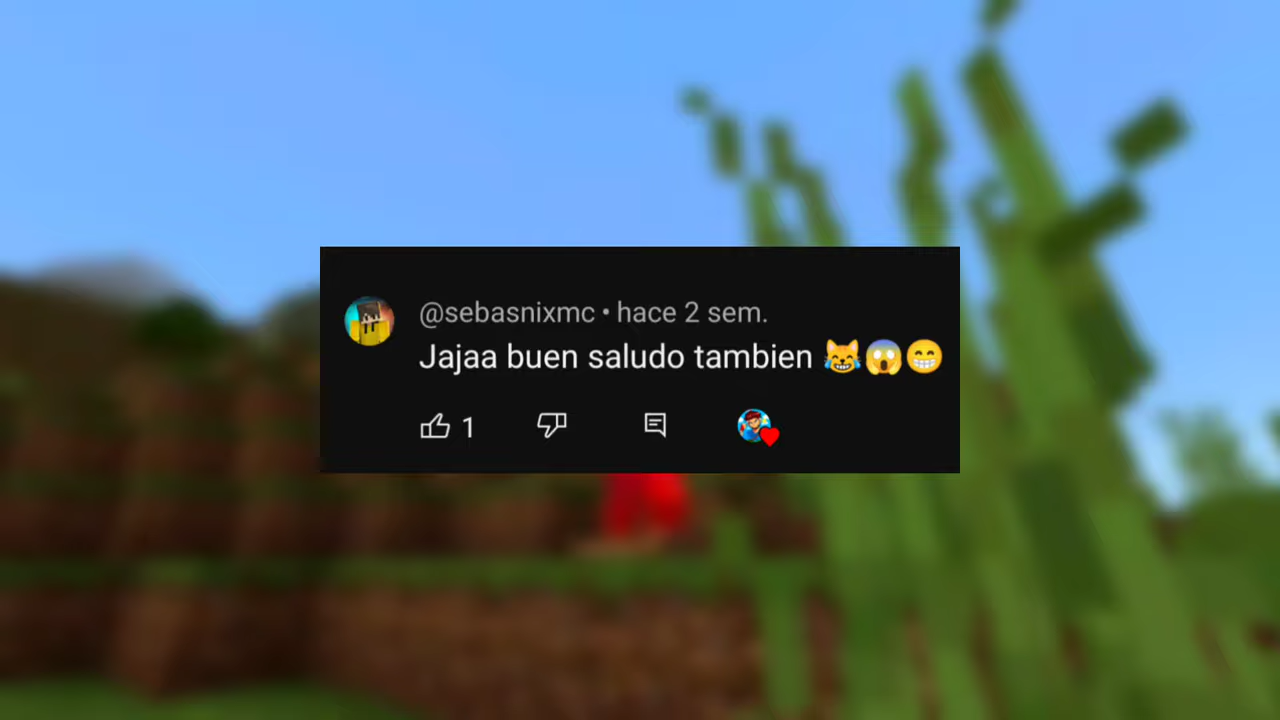 @sebasnixmc • hace 2 sem.
Jajaa buen saludo tambien 😹😱😁
1